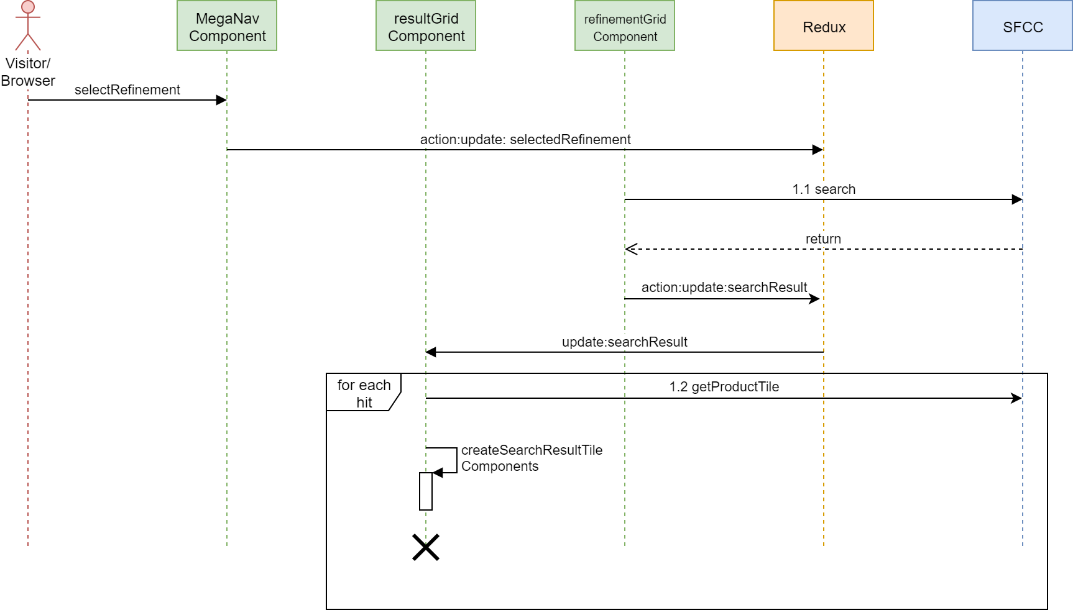 MegaNav
Component
resultGrid
Component
refinementGrid
Component
Redux
SFCC
Visitor/
Browser
selectRefinement
action:update: selectedRefinement
1.1 search
return
action:update:searchResult
update:searchResult
for each
hit
1.2 getProductTile
createSearchResultTile
Components